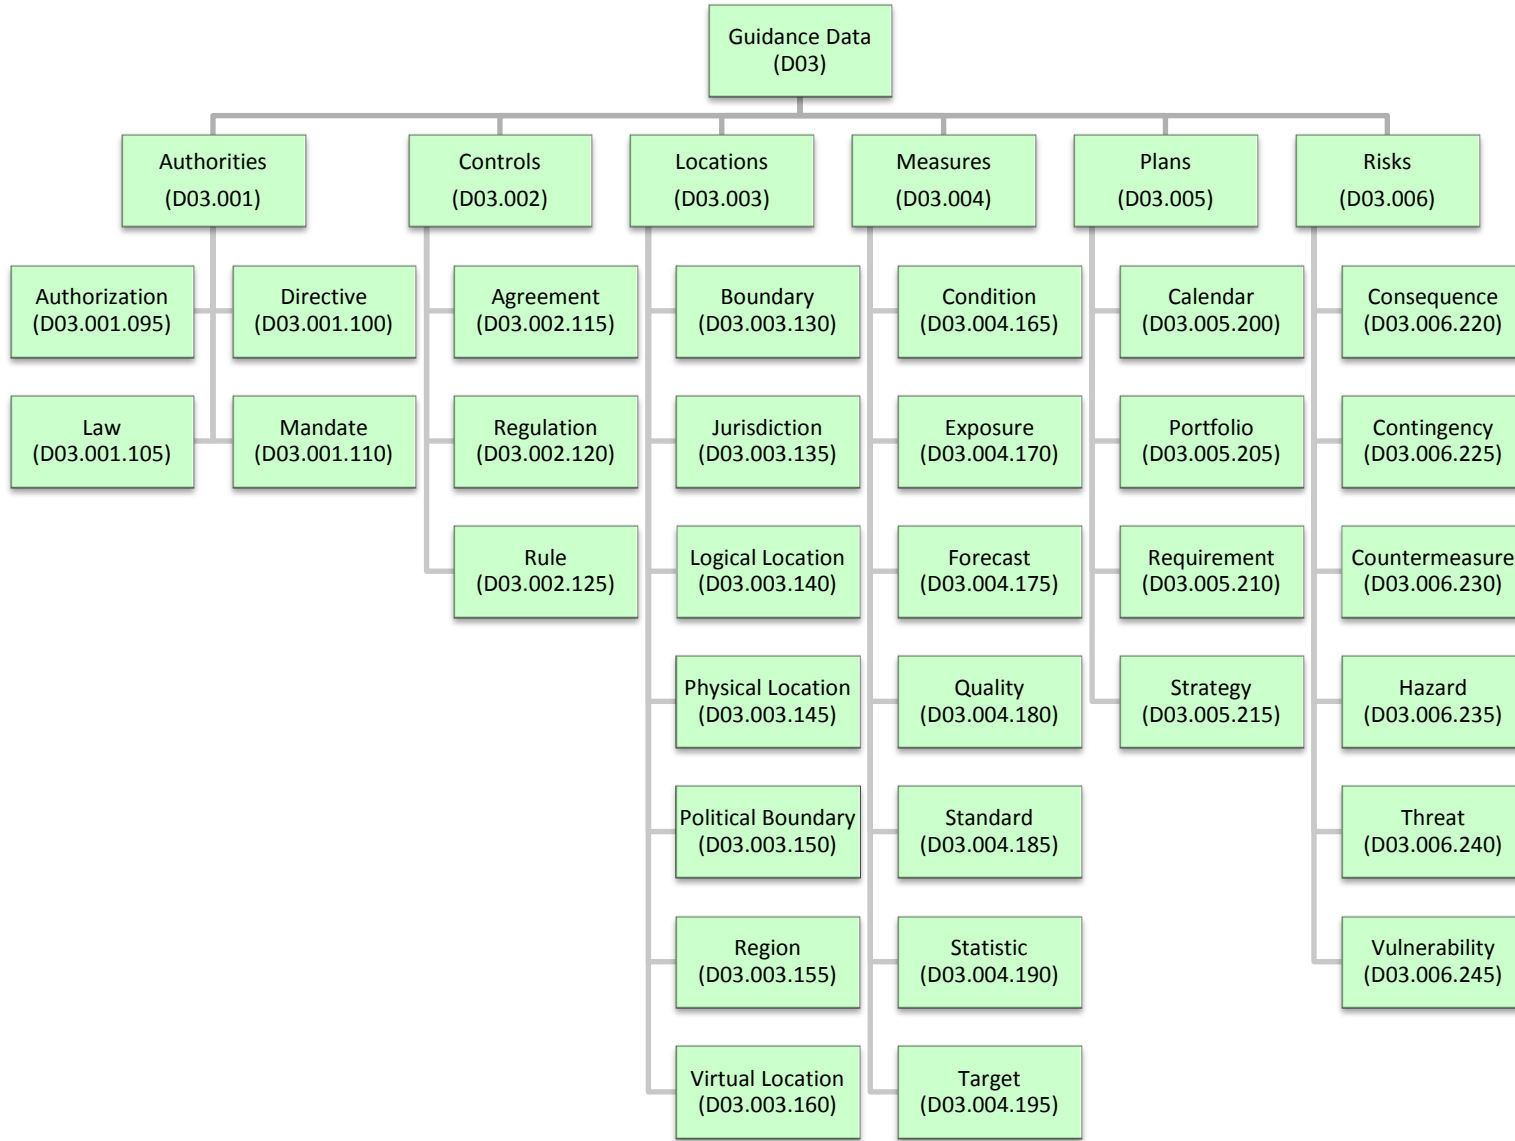 Guidance Data
(D03)
Authorities
(D03.001)
Controls
(D03.002)
Locations
(D03.003)
Measures
(D03.004)
Plans
(D03.005)
Risks
(D03.006)
Authorization
(D03.001.095)
Directive
(D03.001.100)
Law
(D03.001.105)
Mandate
(D03.001.110)
Agreement
(D03.002.115)
Regulation
(D03.002.120)
Rule
(D03.002.125)
Boundary
(D03.003.130)
Jurisdiction
(D03.003.135)
Logical Location
(D03.003.140)
Physical Location
(D03.003.145)
Political Boundary
(D03.003.150)
Region
(D03.003.155)
Virtual Location
(D03.003.160)
Condition
(D03.004.165)
Exposure
(D03.004.170)
Forecast
(D03.004.175)
Quality
(D03.004.180)
Standard
(D03.004.185)
Statistic
(D03.004.190)
Target
(D03.004.195)
Calendar
(D03.005.200)
Portfolio
(D03.005.205)
Requirement
(D03.005.210)
Strategy
(D03.005.215)
Consequence
(D03.006.220)
Contingency
(D03.006.225)
Countermeasure
(D03.006.230)
Hazard
(D03.006.235)
Threat
(D03.006.240)
Vulnerability
(D03.006.245)